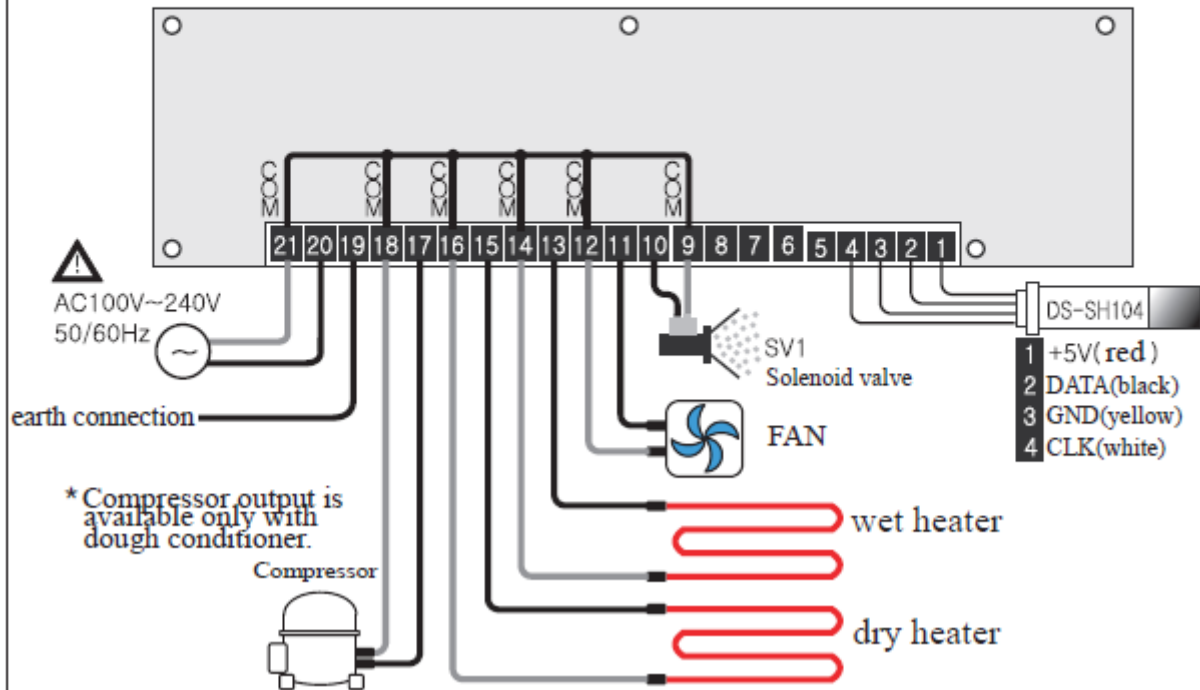 COM COM COM COM COM COM
21 20 19 18 17 16 15 14 13 12 11 10 9 8 7 6 5 4 3 2 1
AC100V~240V
50/60Hz
earth connection
DS-SH104
1 +5V( red )
2 DATA(black)
3 GND(yellow)
4 CLK(white)
SV1
Solenoid valve
FAN
* Compressor output is
available only with
dough conditioner.
Compressor
wet heater
dry heater